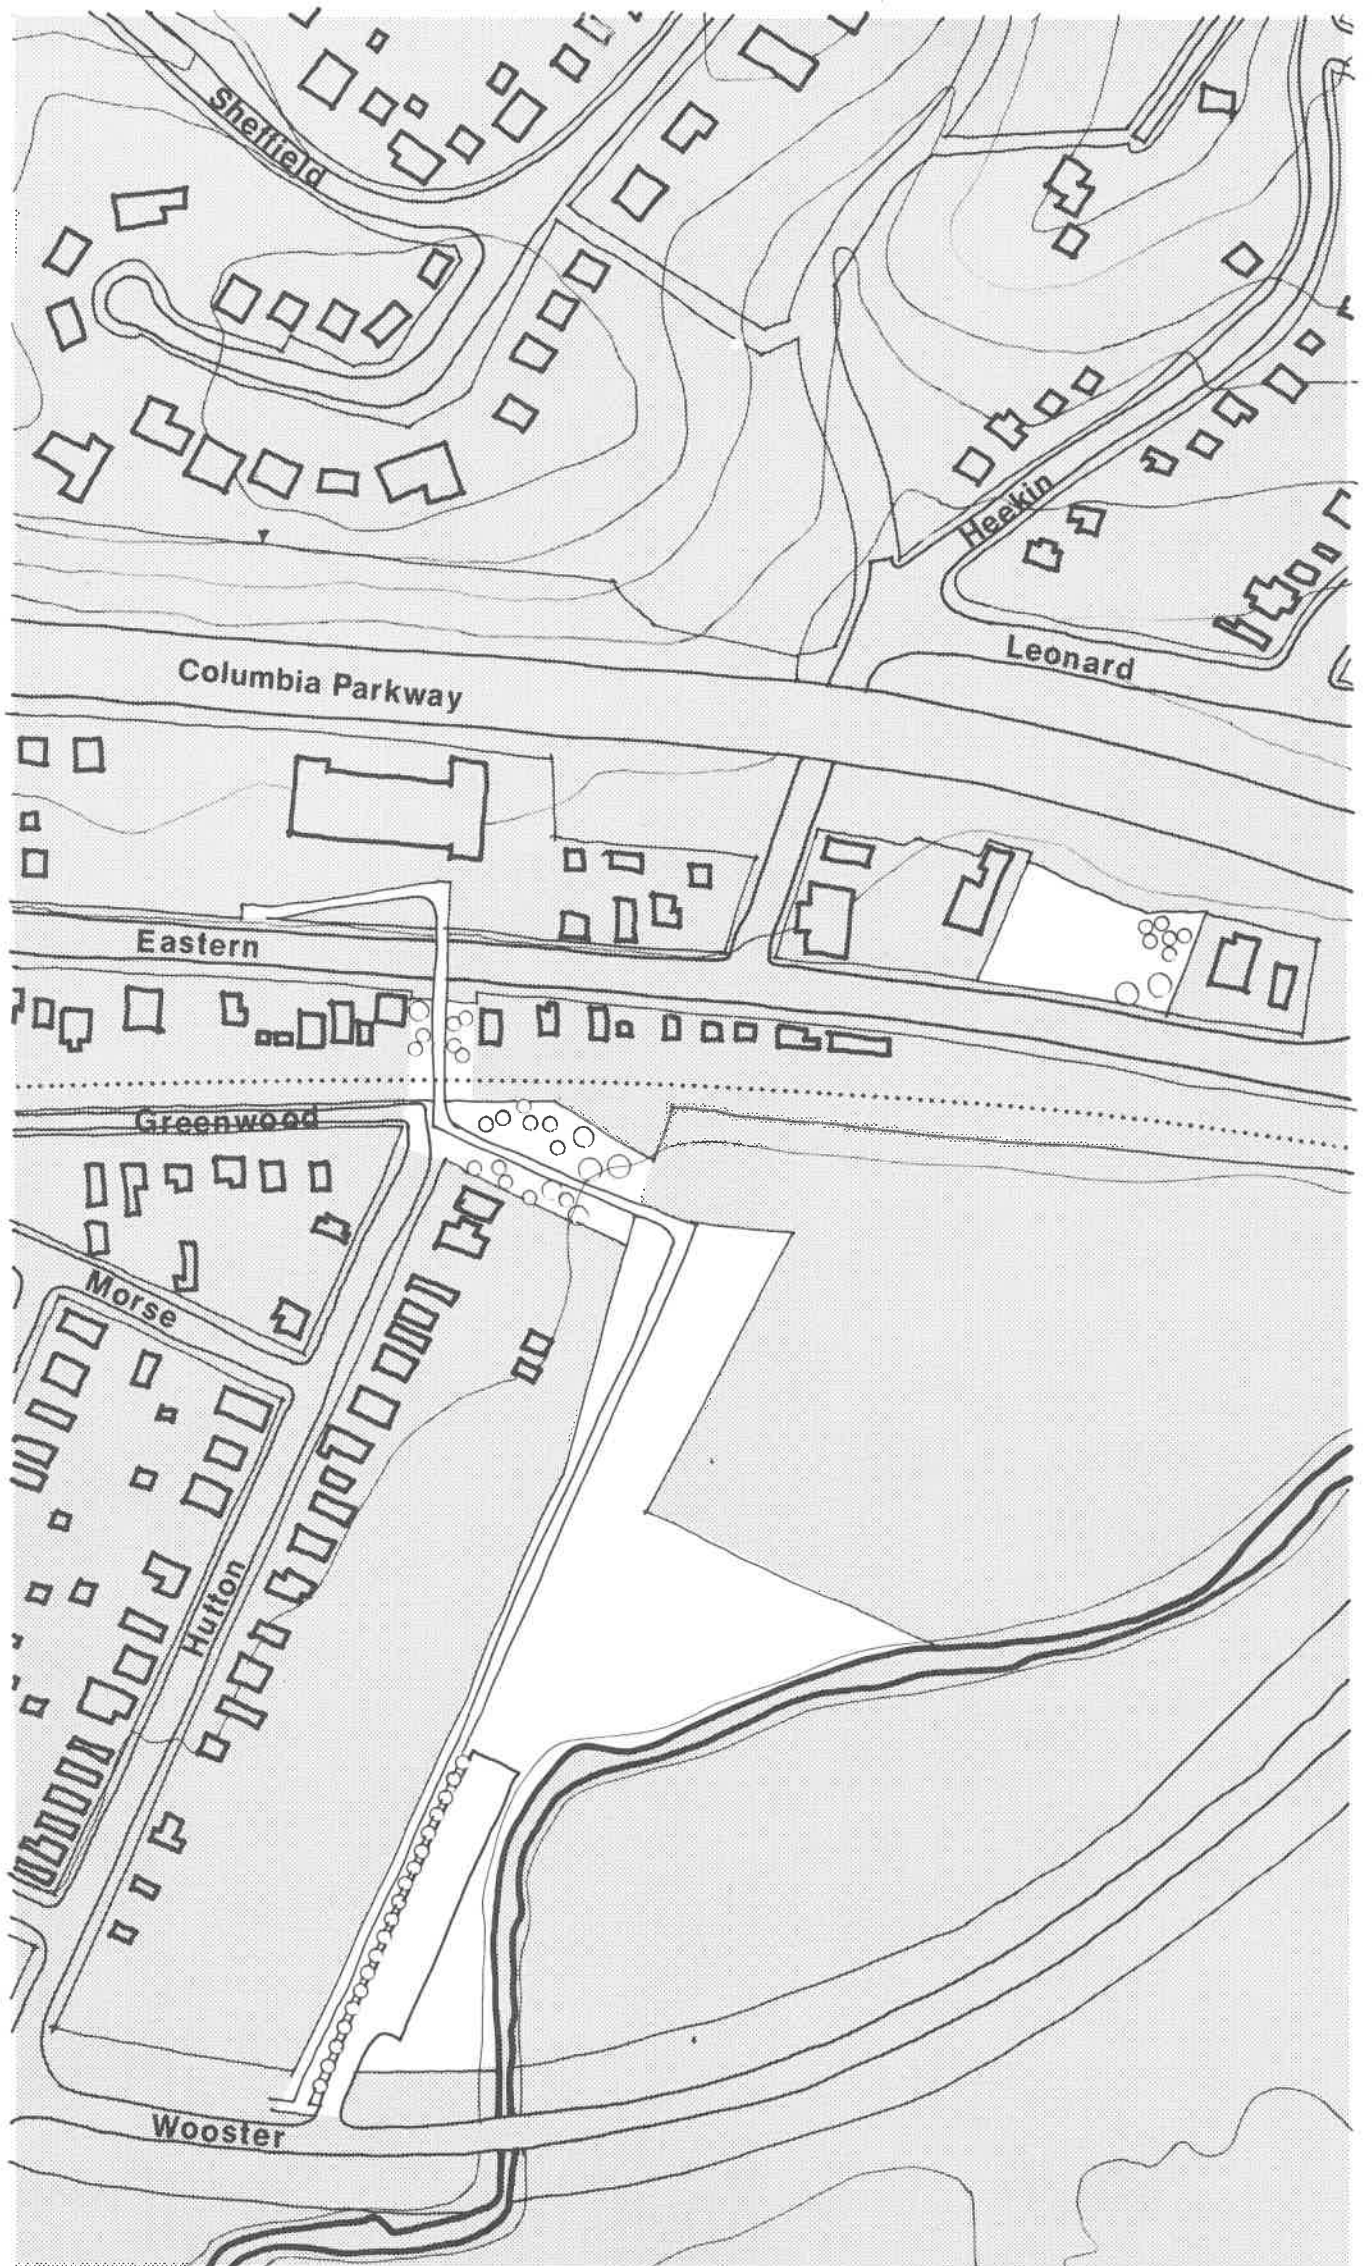 Sheffield
Heekin
Leonard
Columbia Parkway
Eastern
Greenwood
Morse
Hutton
Wooster